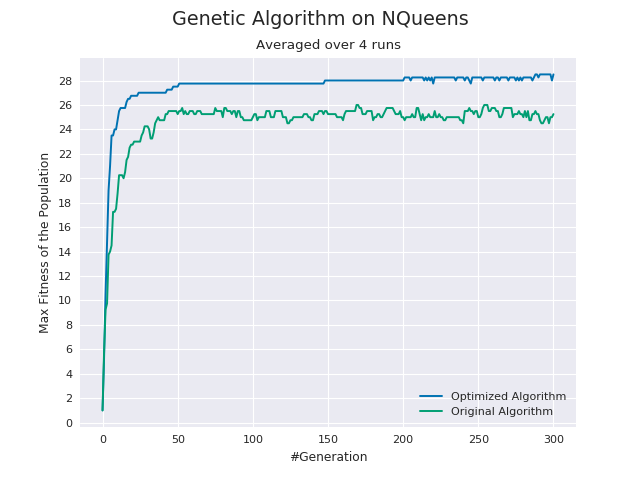 Genetic Algorithm on NQueens
Averaged over 4 runs
Max Fitness of the Population
28
26
24
22
20
18
16
14
12
10
8
6
4
2
0
Optimized Algorithm
Original Algorithm
0 50 100 150 200 250 300
#Generation